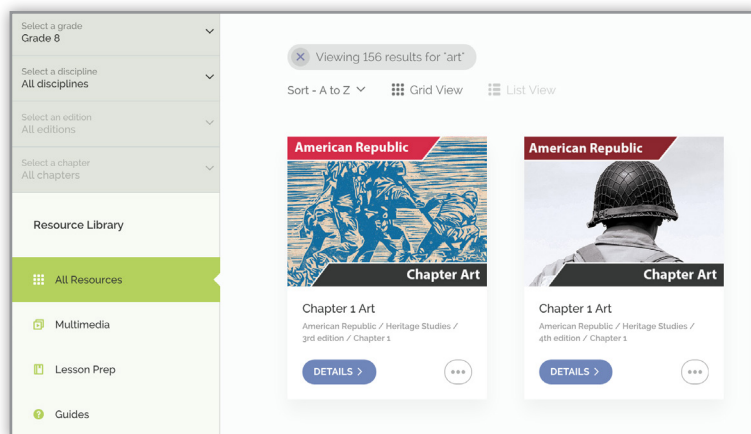 Select a grade
Grade 8
Select a discipline
All disciplines
Select an edition
All editions
Select a chapter
All chapters
Resource Library
All Resources
Multimedia
Lesson Prep
Guides
Viewing 156 results for "art"
Sort - A to Z
Grid View
List View
American Republic
Chapter Art
Chapter 1 Art
American Republic / Heritage Studies /
3rd edition / Chapter 1
DETAILS >
American Republic
Chapter Art
Chapter 1 Art
American Republic / Heritage Studies /
4th edition / Chapter 1
DETAILS >